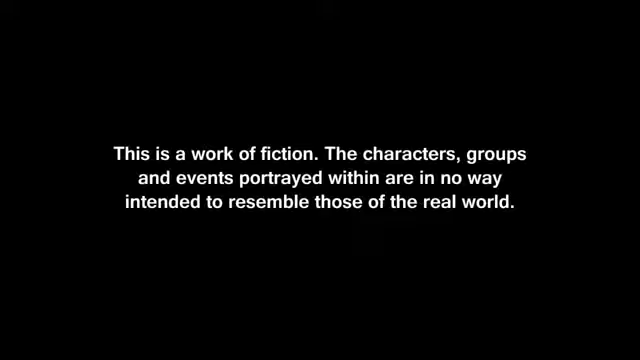 This is a work of fiction. The characters, groups
and events portrayed within are in no way
intended to resemble those of the real world.